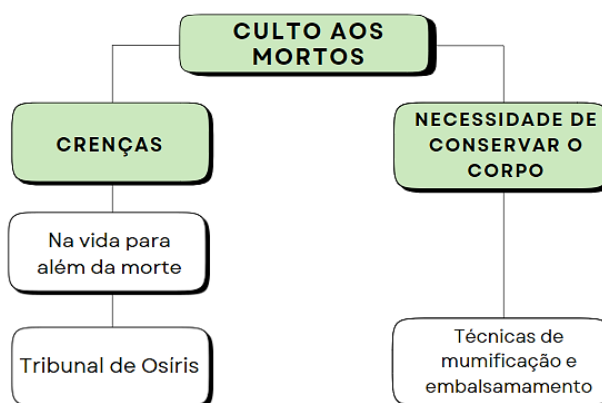 CULTO AOS
MORTOS
CRENÇAS
NECESSIDADE DE
CONSERVAR O
CORPO
Na vida para
além da morte
Tribunal de Osíris
Técnicas de
mumificação e
embalsamamento